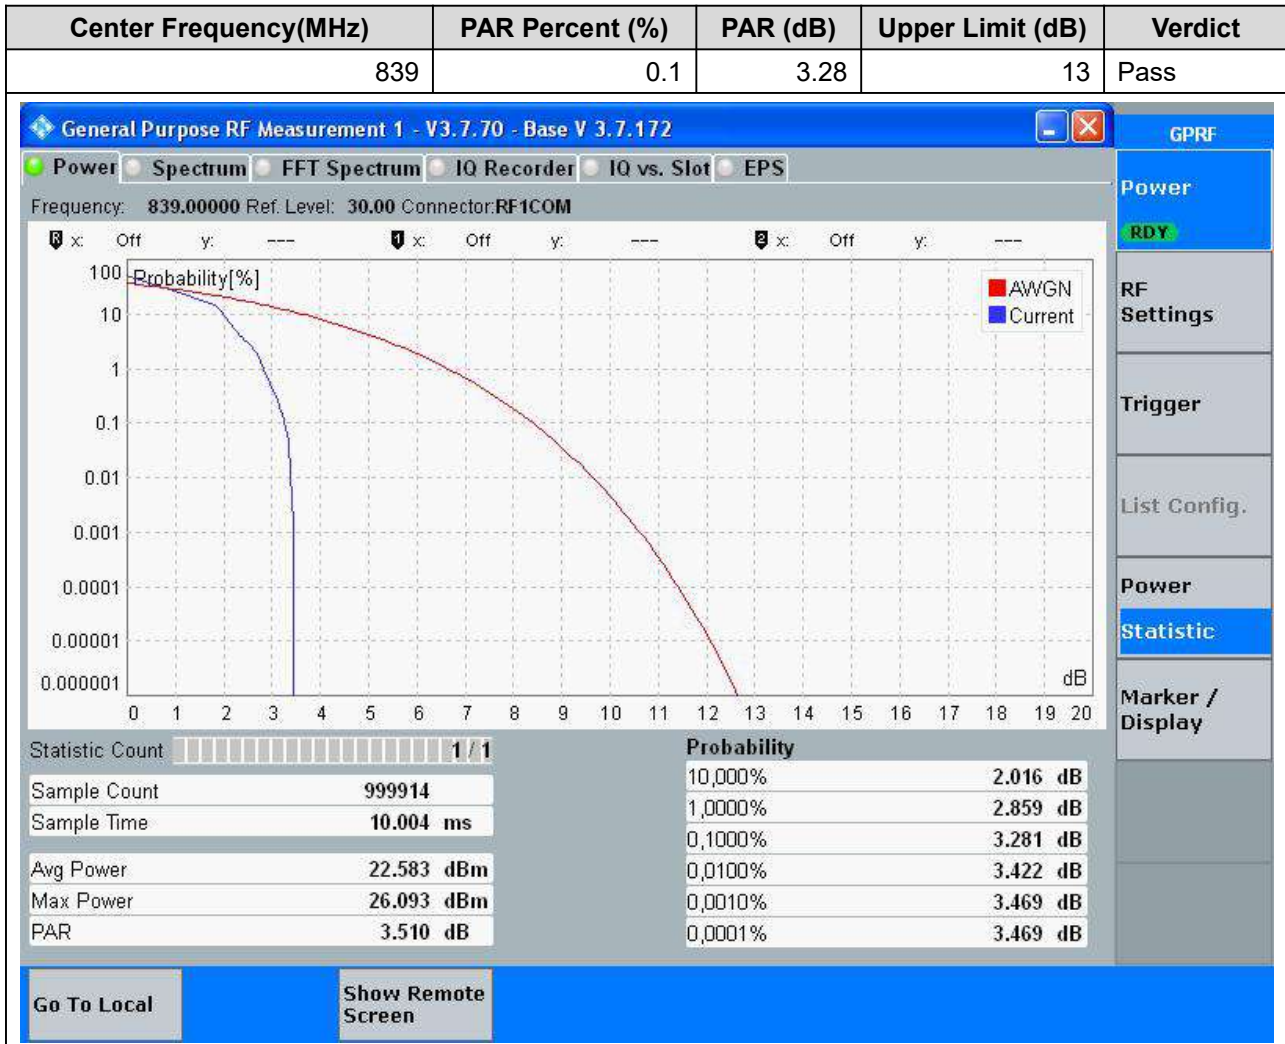 Center Frequency(MHz) PAR Percent (%) PAR (dB) Upper Limit (dB) Verdict
839 0.1 3.28 13 Pass
General Purpose RF Measurement 1 - V3.7.70 - Base V 3.7.172
GPRF
Power Spectrum FFT Spectrum IQ Recorder IQ vs. Slot EPS
Power
RDY
Frequency: 839.00000 Ref. Level: 30.00 Connector:RF1COM
R x: Off y: --- 1 x: Off y: --- 2 x: Off y: ---
100 Probability[%]
AWGN
Current
10
1
0.1
0.01
0.001
0.0001
0.00001
0.000001
dB
0 1 2 3 4 5 6 7 8 9 10 11 12 13 14 15 16 17 18 19 20
RF
Settings
Trigger
List Config.
Power
Statistic
Marker /
Display
Statistic Count 1 / 1
Sample Count 999914
Sample Time 10.004 ms
Avg Power 22.583 dBm
Max Power 26.093 dBm
PAR 3.510 dB
Probability
10,000% 2.016 dB
1,0000% 2.859 dB
0,1000% 3.281 dB
0,0100% 3.422 dB
0,0010% 3.469 dB
0,0001% 3.469 dB
Go To Local
Show Remote
Screen